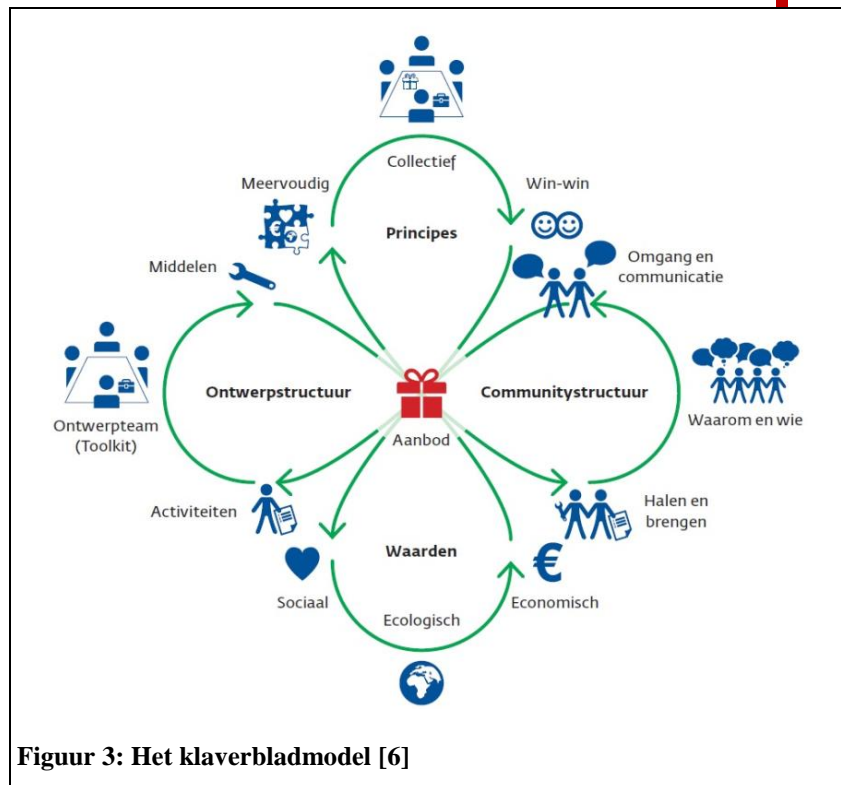 Collectief
Meervoudig
Win-win
Principes
Omgang en
communicatie
Middelen
€
Ontwerpstructuur
Communitystructuur
Waarom en wie
Ontwerpteam
(Toolkit)
Aanbod
Activiteiten
Halen en
brengen
Waarden
€
Sociaal
Economisch
Ecologisch
Figuur 3: Het klaverbladmodel [6]